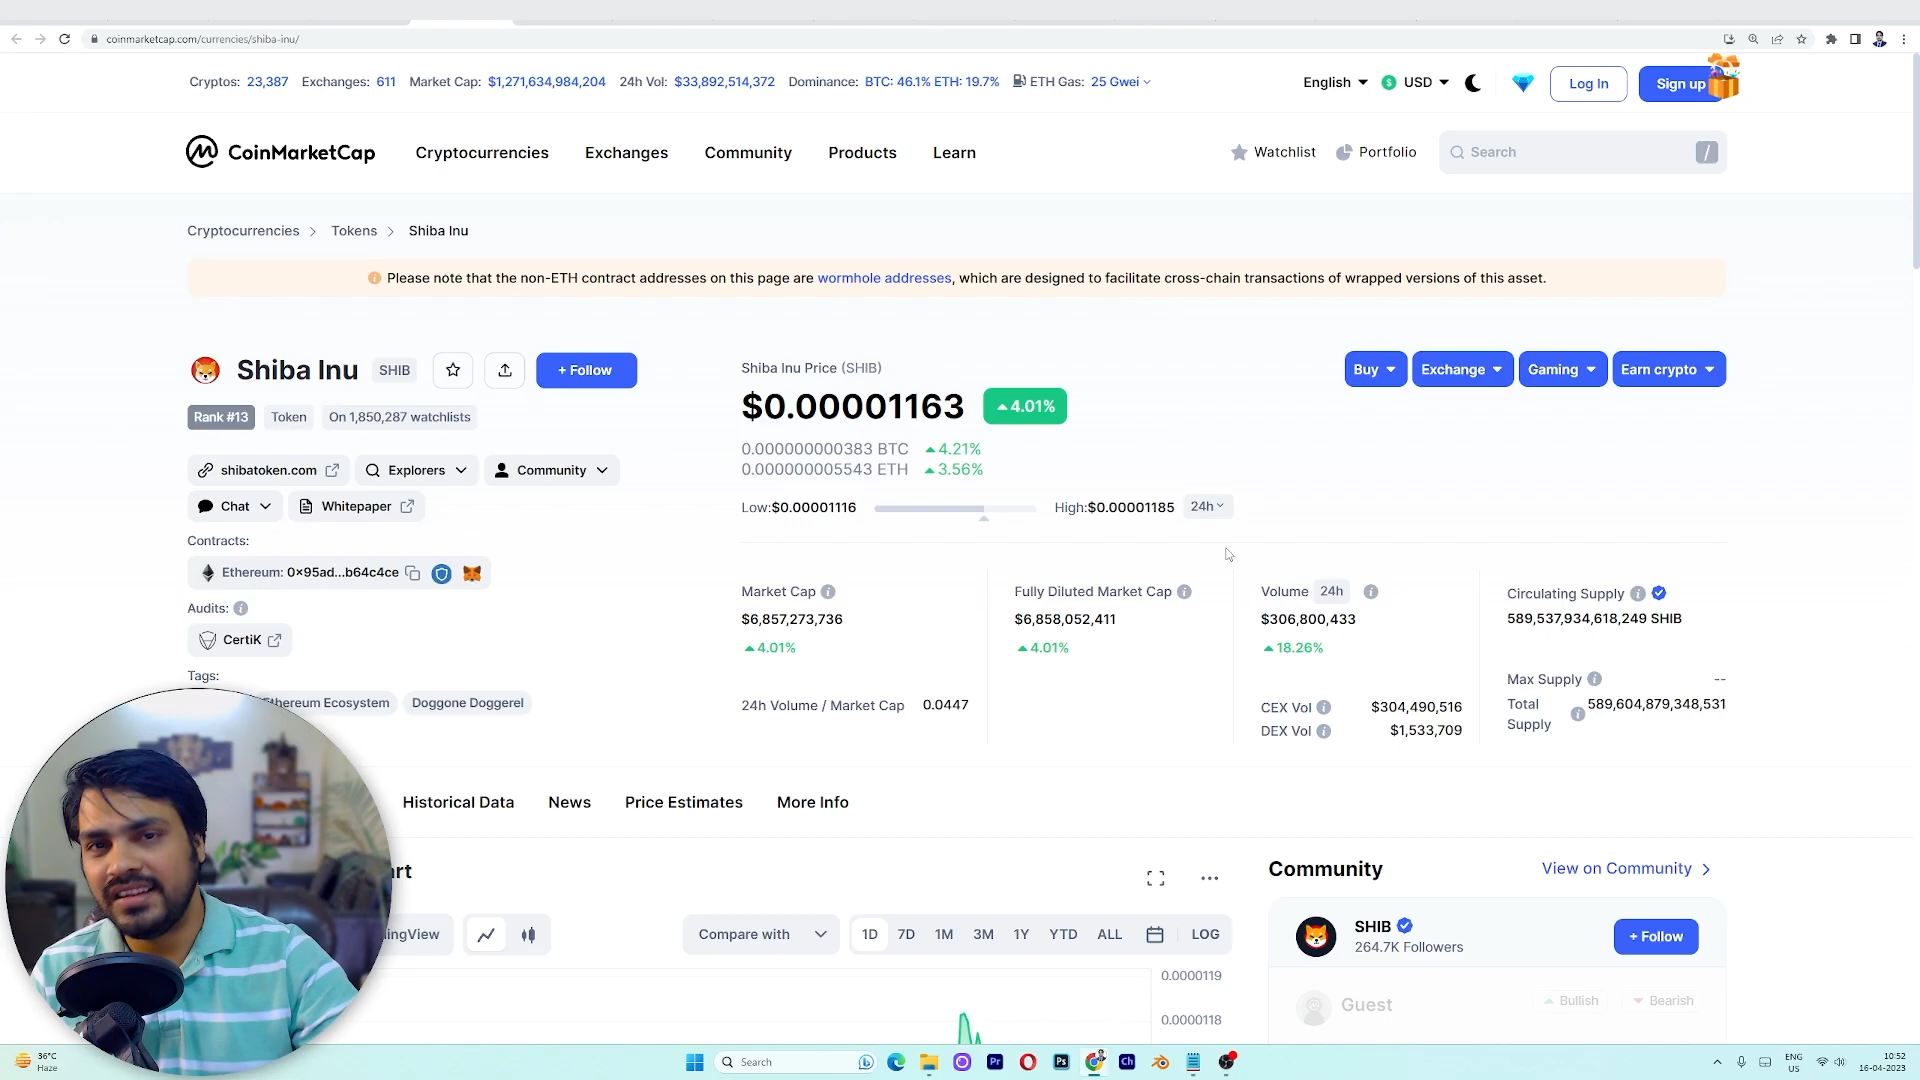 coinmarketcap.com/currencies/shiba-inu/
Cryptos: 23,387 Exchanges: 611 Market Cap: $1,271,634,984,204 24h Vol: $33,892,514,372 Dominance: BTC: 46.1% ETH: 19.7% ETH Gas: 25 Gwei
English USD Log In Sign up
CoinMarketCap Cryptocurrencies Exchanges Community Products Learn Watchlist Portfolio Search /
Cryptocurrencies > Tokens > Shiba Inu
Please note that the non-ETH contract addresses on this page are wormhole addresses, which are designed to facilitate cross-chain transactions of wrapped versions of this asset.
Shiba Inu SHIB + Follow
Rank #13 Token On 1,850,287 watchlists
shibatoken.com Explorers Community
Chat Whitepaper
Contracts:
Ethereum: 0x95ad...b64c4ce
Audits:
CertiK
Tags:
Ethereum Ecosystem Doggone Doggerel
Shiba Inu Price (SHIB)
$0.00001163 4.01%
0.000000000383 BTC 4.21%
0.000000005543 ETH 3.56%
Low:$0.00001116 High:$0.00001185 24h
Buy Exchange Gaming Earn crypto
Market Cap
$6,857,273,736
4.01%
24h Volume / Market Cap 0.0447
Fully Diluted Market Cap
$6,858,052,411
4.01%
Volume 24h
$306,800,433
18.26%
CEX Vol $304,490,516
DEX Vol $1,533,709
Circulating Supply
589,537,934,618,249 SHIB
Max Supply --
Total Supply 589,604,879,348,531
Historical Data News Price Estimates More Info
art
ingView Compare with 1D 7D 1M 3M 1Y YTD ALL LOG
0.0000119
0.0000118
Community View on Community >
SHIB
264.7K Followers
+ Follow
Guest Bullish Bearish
36°C
Haze
Search
Pr Ps Ch
ENG
US
10:52
16-04-2023